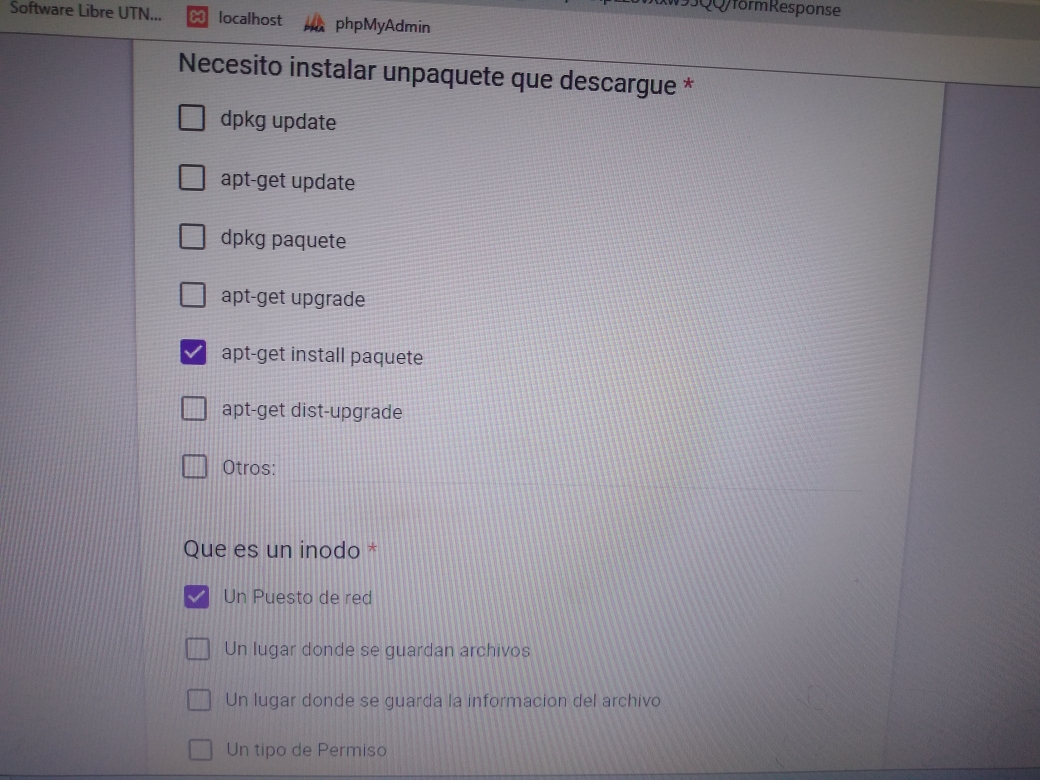 Software Libre UTN...
localhost
phpMyAdmin
/formResponse
Necesito instalar unpaquete que descargue *
dpkg update
apt-get update
dpkg paquete
apt-get upgrade
apt-get install paquete
apt-get dist-upgrade
Otros:
Que es un inodo *
Un Puesto de red
Un lugar donde se guardan archivos
Un lugar donde se guarda la informacion del archivo
Un tipo de Permiso